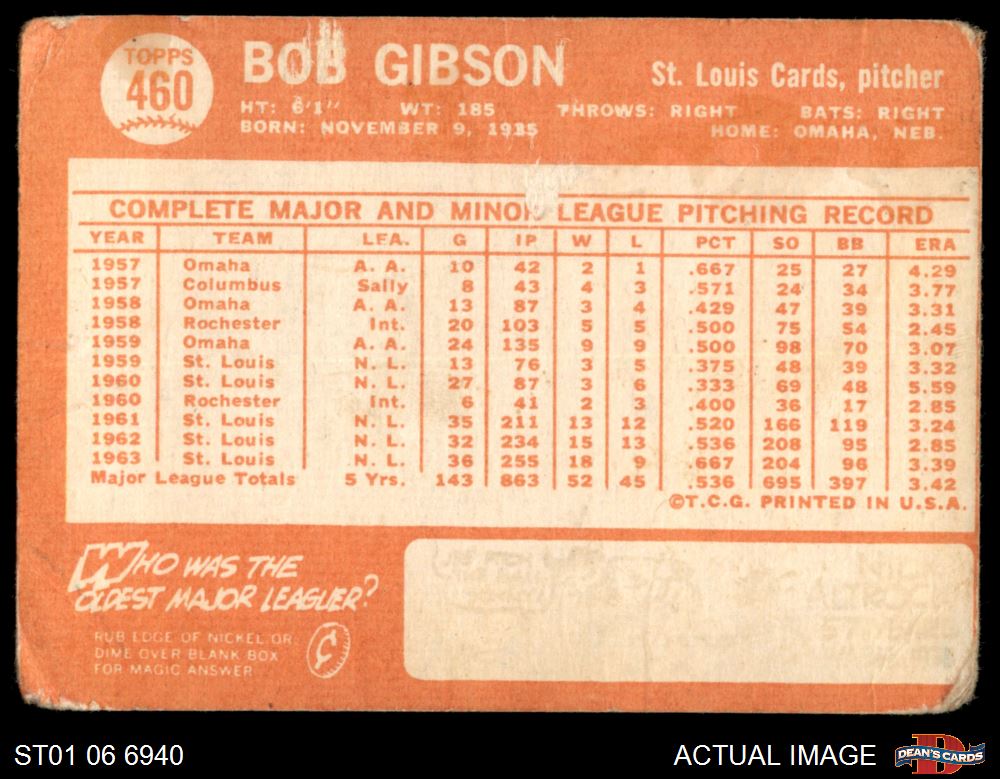 TOPPS
460
BOB GIBSON
St. Louis Cards, pitcher
HT: 6'1" WT: 185 THROWS: RIGHT BATS: RIGHT
BORN: NOVEMBER 9, 1935 HOME: OMAHA, NEB.
COMPLETE MAJOR AND MINOR LEAGUE PITCHING RECORD
YEAR TEAM LEA. G IP W L PCT SO BB ERA
1957 Omaha A. A. 10 42 2 1 .667 25 27 4.29
1957 Columbus Sally 8 43 4 3 .571 24 34 3.77
1958 Omaha A. A. 13 87 3 4 .429 47 39 3.31
1958 Rochester Int. 20 103 5 5 .500 75 54 2.45
1959 Omaha A. A. 24 135 9 9 .500 98 70 3.07
1959 St. Louis N. L. 13 76 3 5 .375 48 39 3.32
1960 St. Louis N. L. 27 87 3 6 .333 69 48 5.59
1960 Rochester Int. 6 41 2 3 .400 36 17 2.85
1961 St. Louis N. L. 35 211 13 12 .520 166 119 3.24
1962 St. Louis N. L. 32 234 15 13 .536 208 95 2.85
1963 St. Louis N. L. 36 255 18 9 .667 204 96 3.39
Major League Totals 5 Yrs. 143 863 52 45 .536 695 397 3.42
©T.C.G. PRINTED IN U.S.A.
WHO WAS THE
OLDEST MAJOR LEAGUER?
RUB EDGE OF NICKEL OR
DIME OVER BLANK BOX
FOR MAGIC ANSWER
¢
ST01 06 6940
ACTUAL IMAGE
DEAN'S CARDS